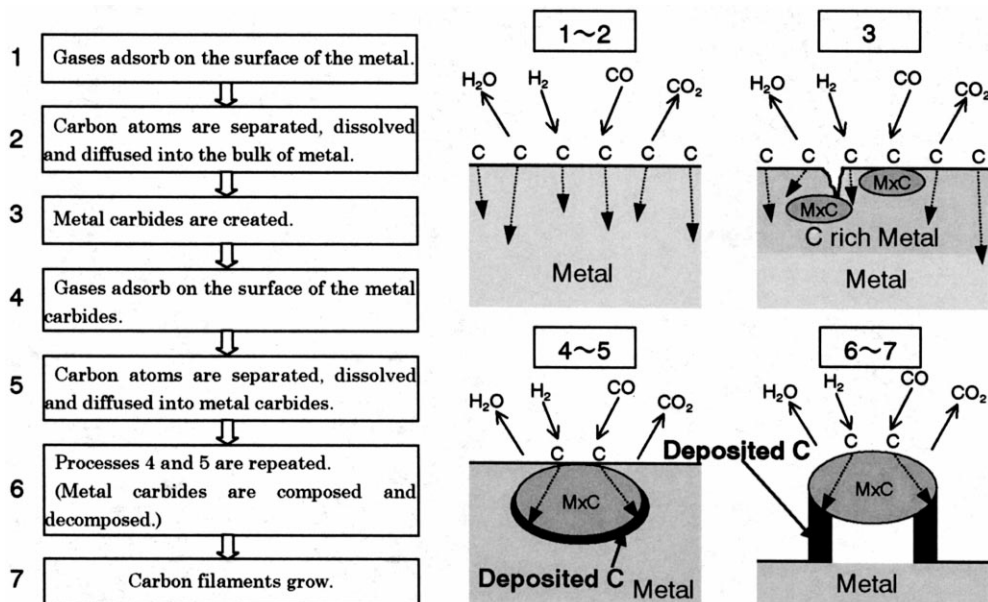 1
Gases adsorb on the surface of the metal.
2
Carbon atoms are separated, dissolved
and diffused into the bulk of metal.
3
Metal carbides are created.
4
Gases adsorb on the surface of the metal
carbides.
5
Carbon atoms are separated, dissolved
and diffused into metal carbides.
6
Processes 4 and 5 are repeated.
(Metal carbides are composed and
decomposed.)
7
Carbon filaments grow.
1～2
H₂O H₂ CO CO₂
C C C C C C
Metal
3
H₂O H₂ CO CO₂
C C C C C C
MxC
MxC
C rich Metal
Metal
4～5
H₂O H₂ CO CO₂
C C
MxC
Deposited C
Metal
6～7
H₂O H₂ CO CO₂
C C
Deposited C
MxC
Metal